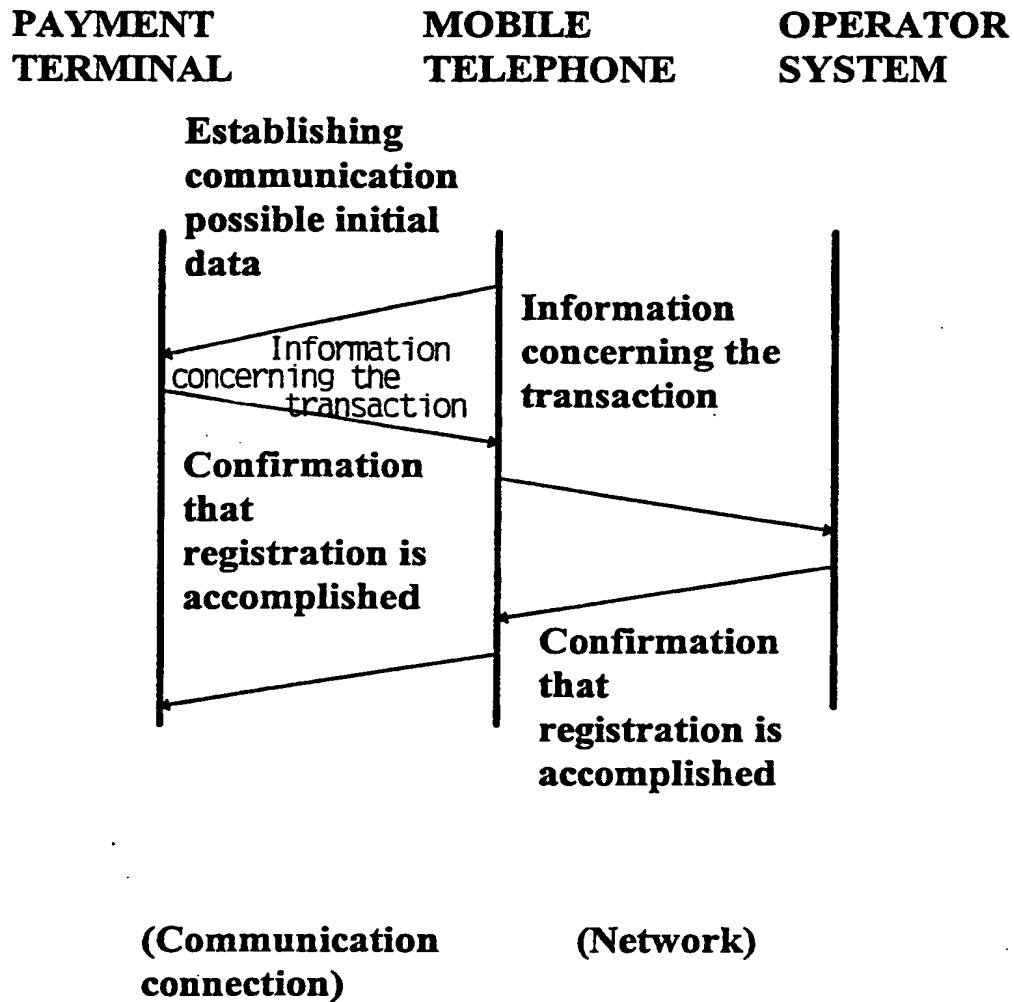 PAYMENT
TERMINAL
MOBILE
TELEPHONE
OPERATOR
SYSTEM
Establishing
communication
possible initial
data
Information
concerning the
transaction
Information
concerning the
transaction
Confirmation
that
registration is
accomplished
Confirmation
that
registration is
accomplished
(Communication
connection)
(Network)